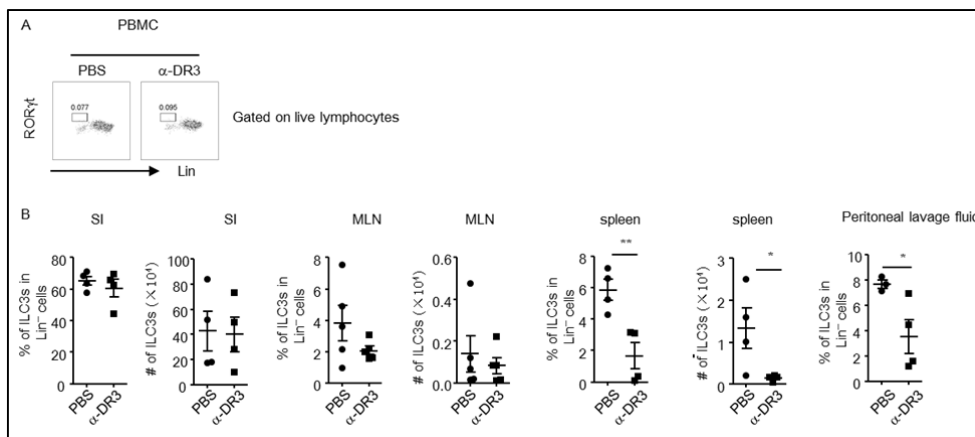 A
PBMC
PBS
α-DR3
0.077
0.095
RORγt
Gated on live lymphocytes
Lin
B
SI
SI
MLN
MLN
spleen
spleen
Peritoneal lavage fluid
% of ILC3s in
Lin⁻ cells
80
60
40
20
0
PBS
α-DR3
# of ILC3s (×10⁴)
100
80
60
40
20
0
PBS
α-DR3
% of ILC3s in
Lin⁻ cells
8
6
4
2
0
PBS
α-DR3
# of ILC3s (×10⁴)
0.6
0.4
0.2
0.0
PBS
α-DR3
% of ILC3s in
Lin⁻ cells
8
6
4
2
0
**
PBS
α-DR3
# of ILC3s (×10⁴)
3
2
1
0
*
PBS
α-DR3
% of ILC3s in
Lin⁻ cells
10
8
6
4
2
0
*
PBS
α-DR3